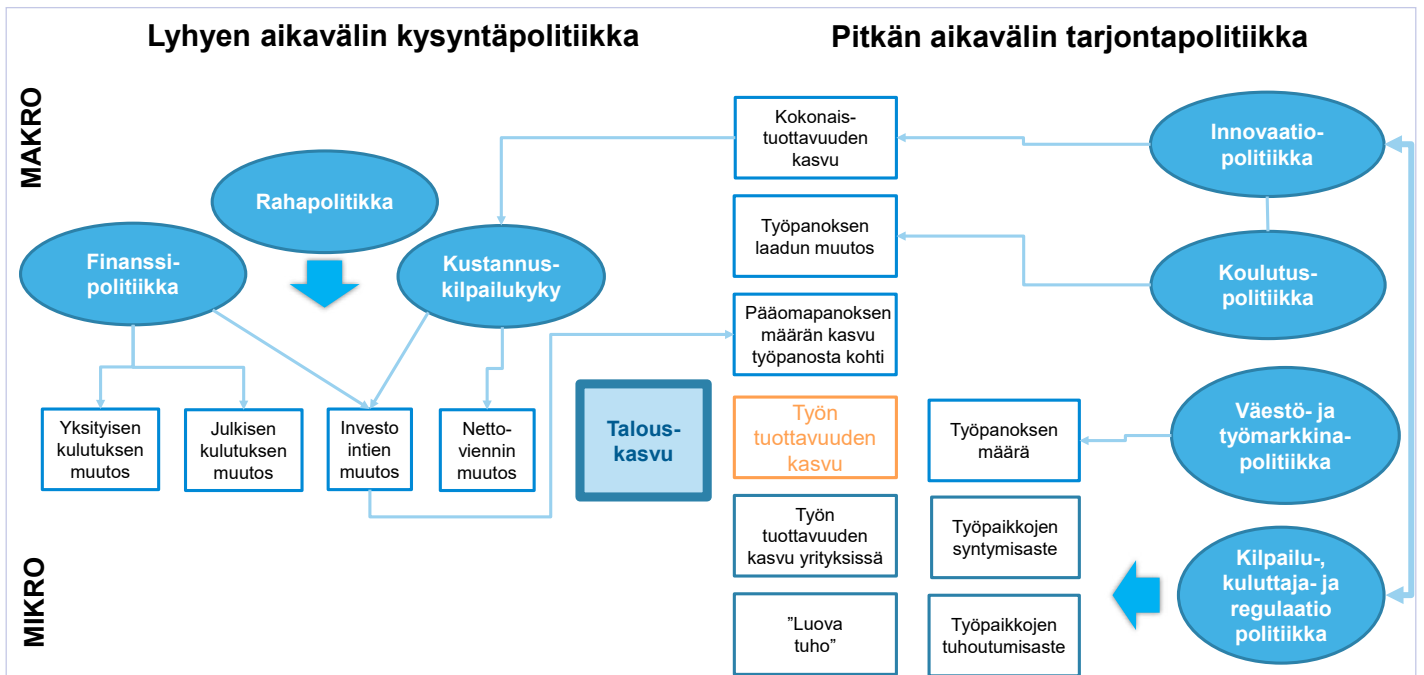 Lyhyen aikavälin kysyntäpolitiikka
Pitkän aikavälin tarjontapolitiikka
MAKRO
MIKRO
Rahapolitikka
Finanssi-
politiikka
Kustannus-
kilpailukyky
Yksityisen
kulutuksen
muutos
Julkisen
kulutuksen
muutos
Investo
intien
muutos
Netto-
viennin
muutos
Talous-
kasvu
Kokonais-
tuottavuuden
kasvu
Työpanoksen
laadun muutos
Pääomapanoksen
määrän kasvu
työpanosta kohti
Työn
tuottavuuden
kasvu
Työn
tuottavuuden
kasvu yrityksissä
”Luova
tuho”
Työpanoksen
määrä
Työpaikkojen
syntymisaste
Työpaikkojen
tuhoutumisaste
Innovaatio-
politiikka
Koulutus-
politiikka
Väestö- ja
työmarkkina-
politiikka
Kilpailu-,
kuluttaja- ja
regulaatio
politiikka